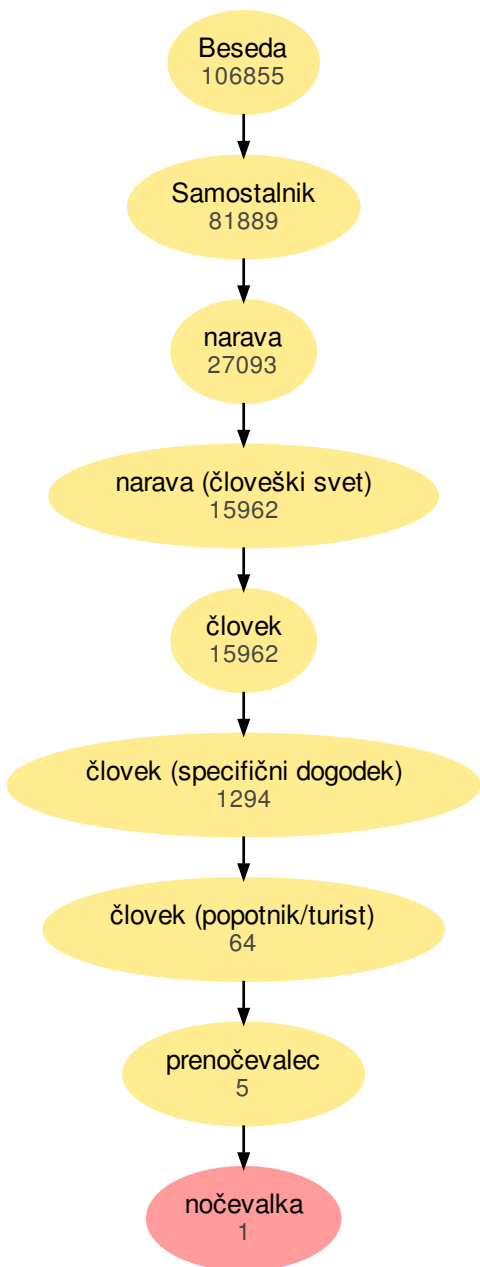 Beseda
106855
Samostalnik
81889
narava
27093
narava (človeški svet)
15962
človek
15962
človek (specifični dogodek)
1294
človek (popotnik/turist)
64
prenočevalec
5
nočevalka
1